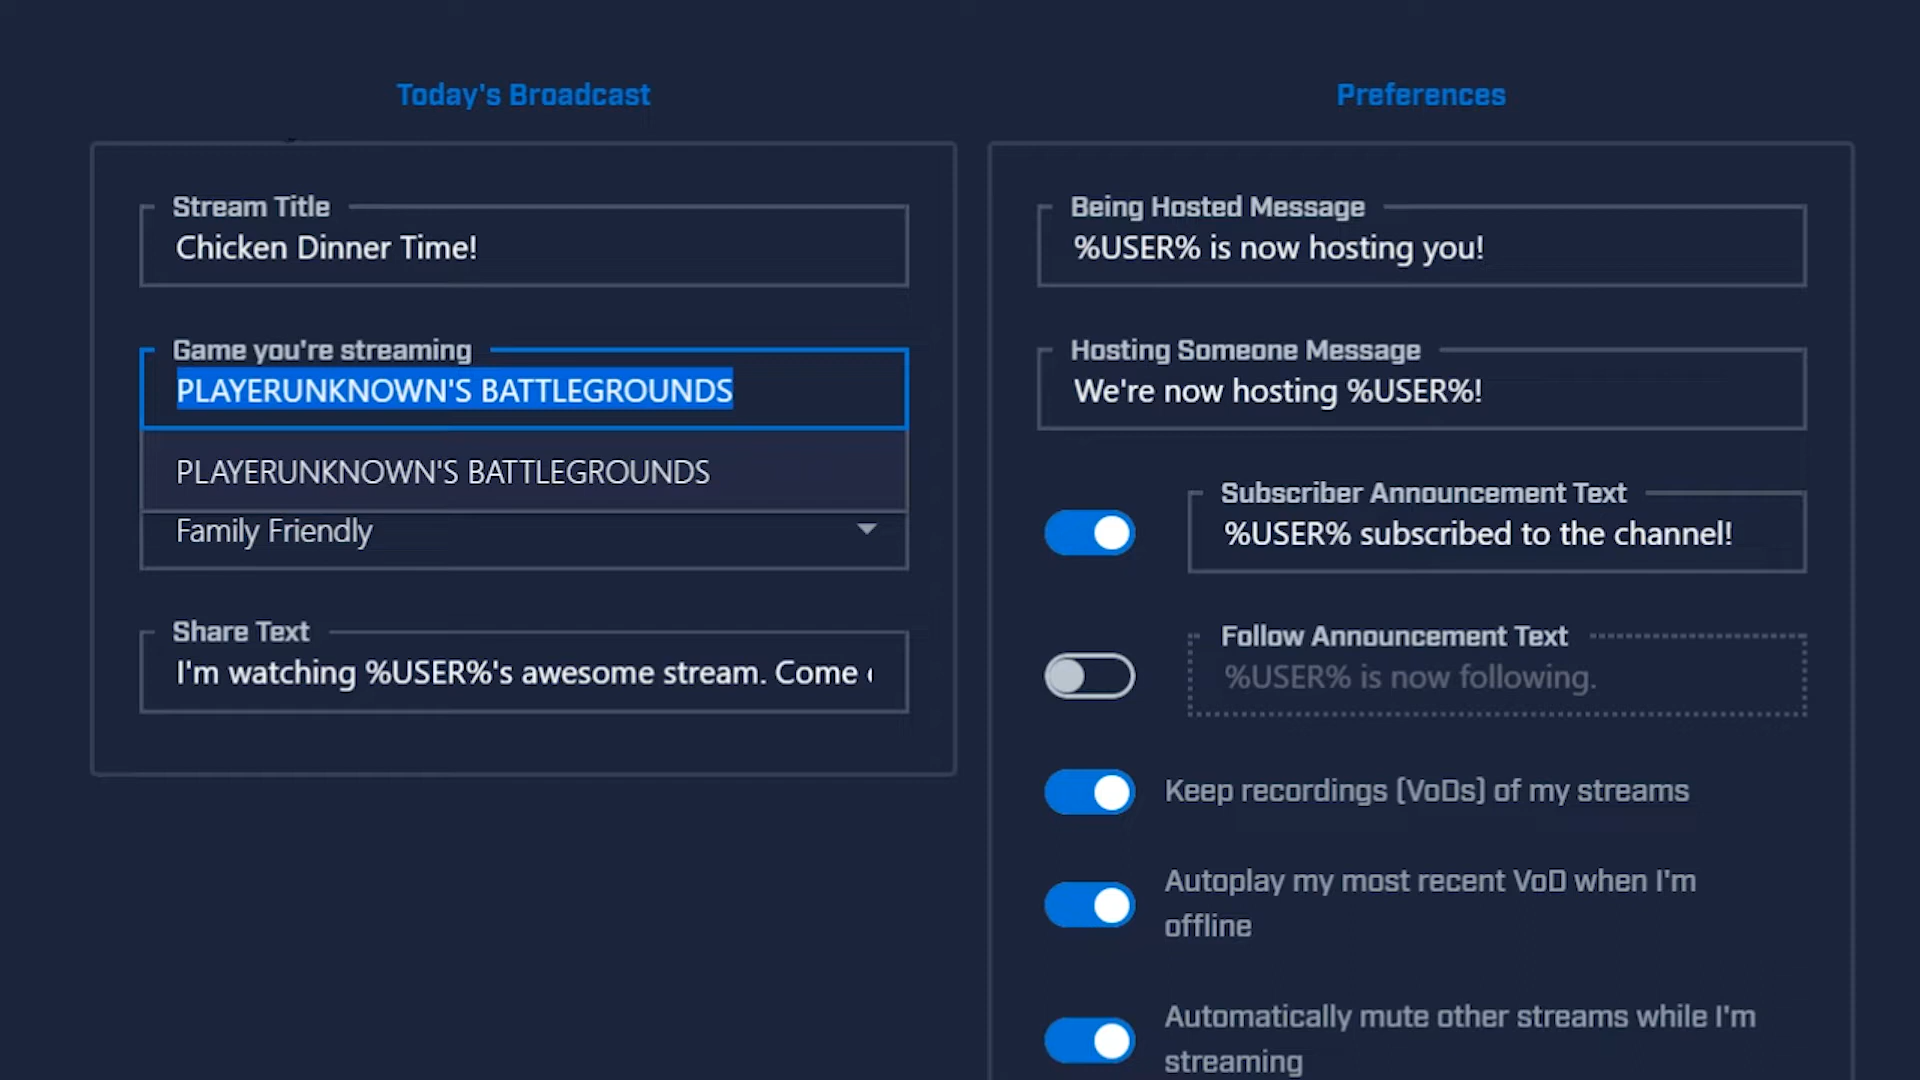 Today's Broadcast
Stream Title
Chicken Dinner Time!
Game you're streaming
PLAYERUNKNOWN'S BATTLEGROUNDS
PLAYERUNKNOWN'S BATTLEGROUNDS
Family Friendly
Share Text
I'm watching %USER%'s awesome stream. Come
Preferences
Being Hosted Message
%USER% is now hosting you!
Hosting Someone Message
We're now hosting %USER%!
Subscriber Announcement Text
%USER% subscribed to the channel!
Follow Announcement Text
%USER% is now following.
Keep recordings (VoDs) of my streams
Autoplay my most recent VoD when I'm
offline
Automatically mute other streams while I'm
streaming